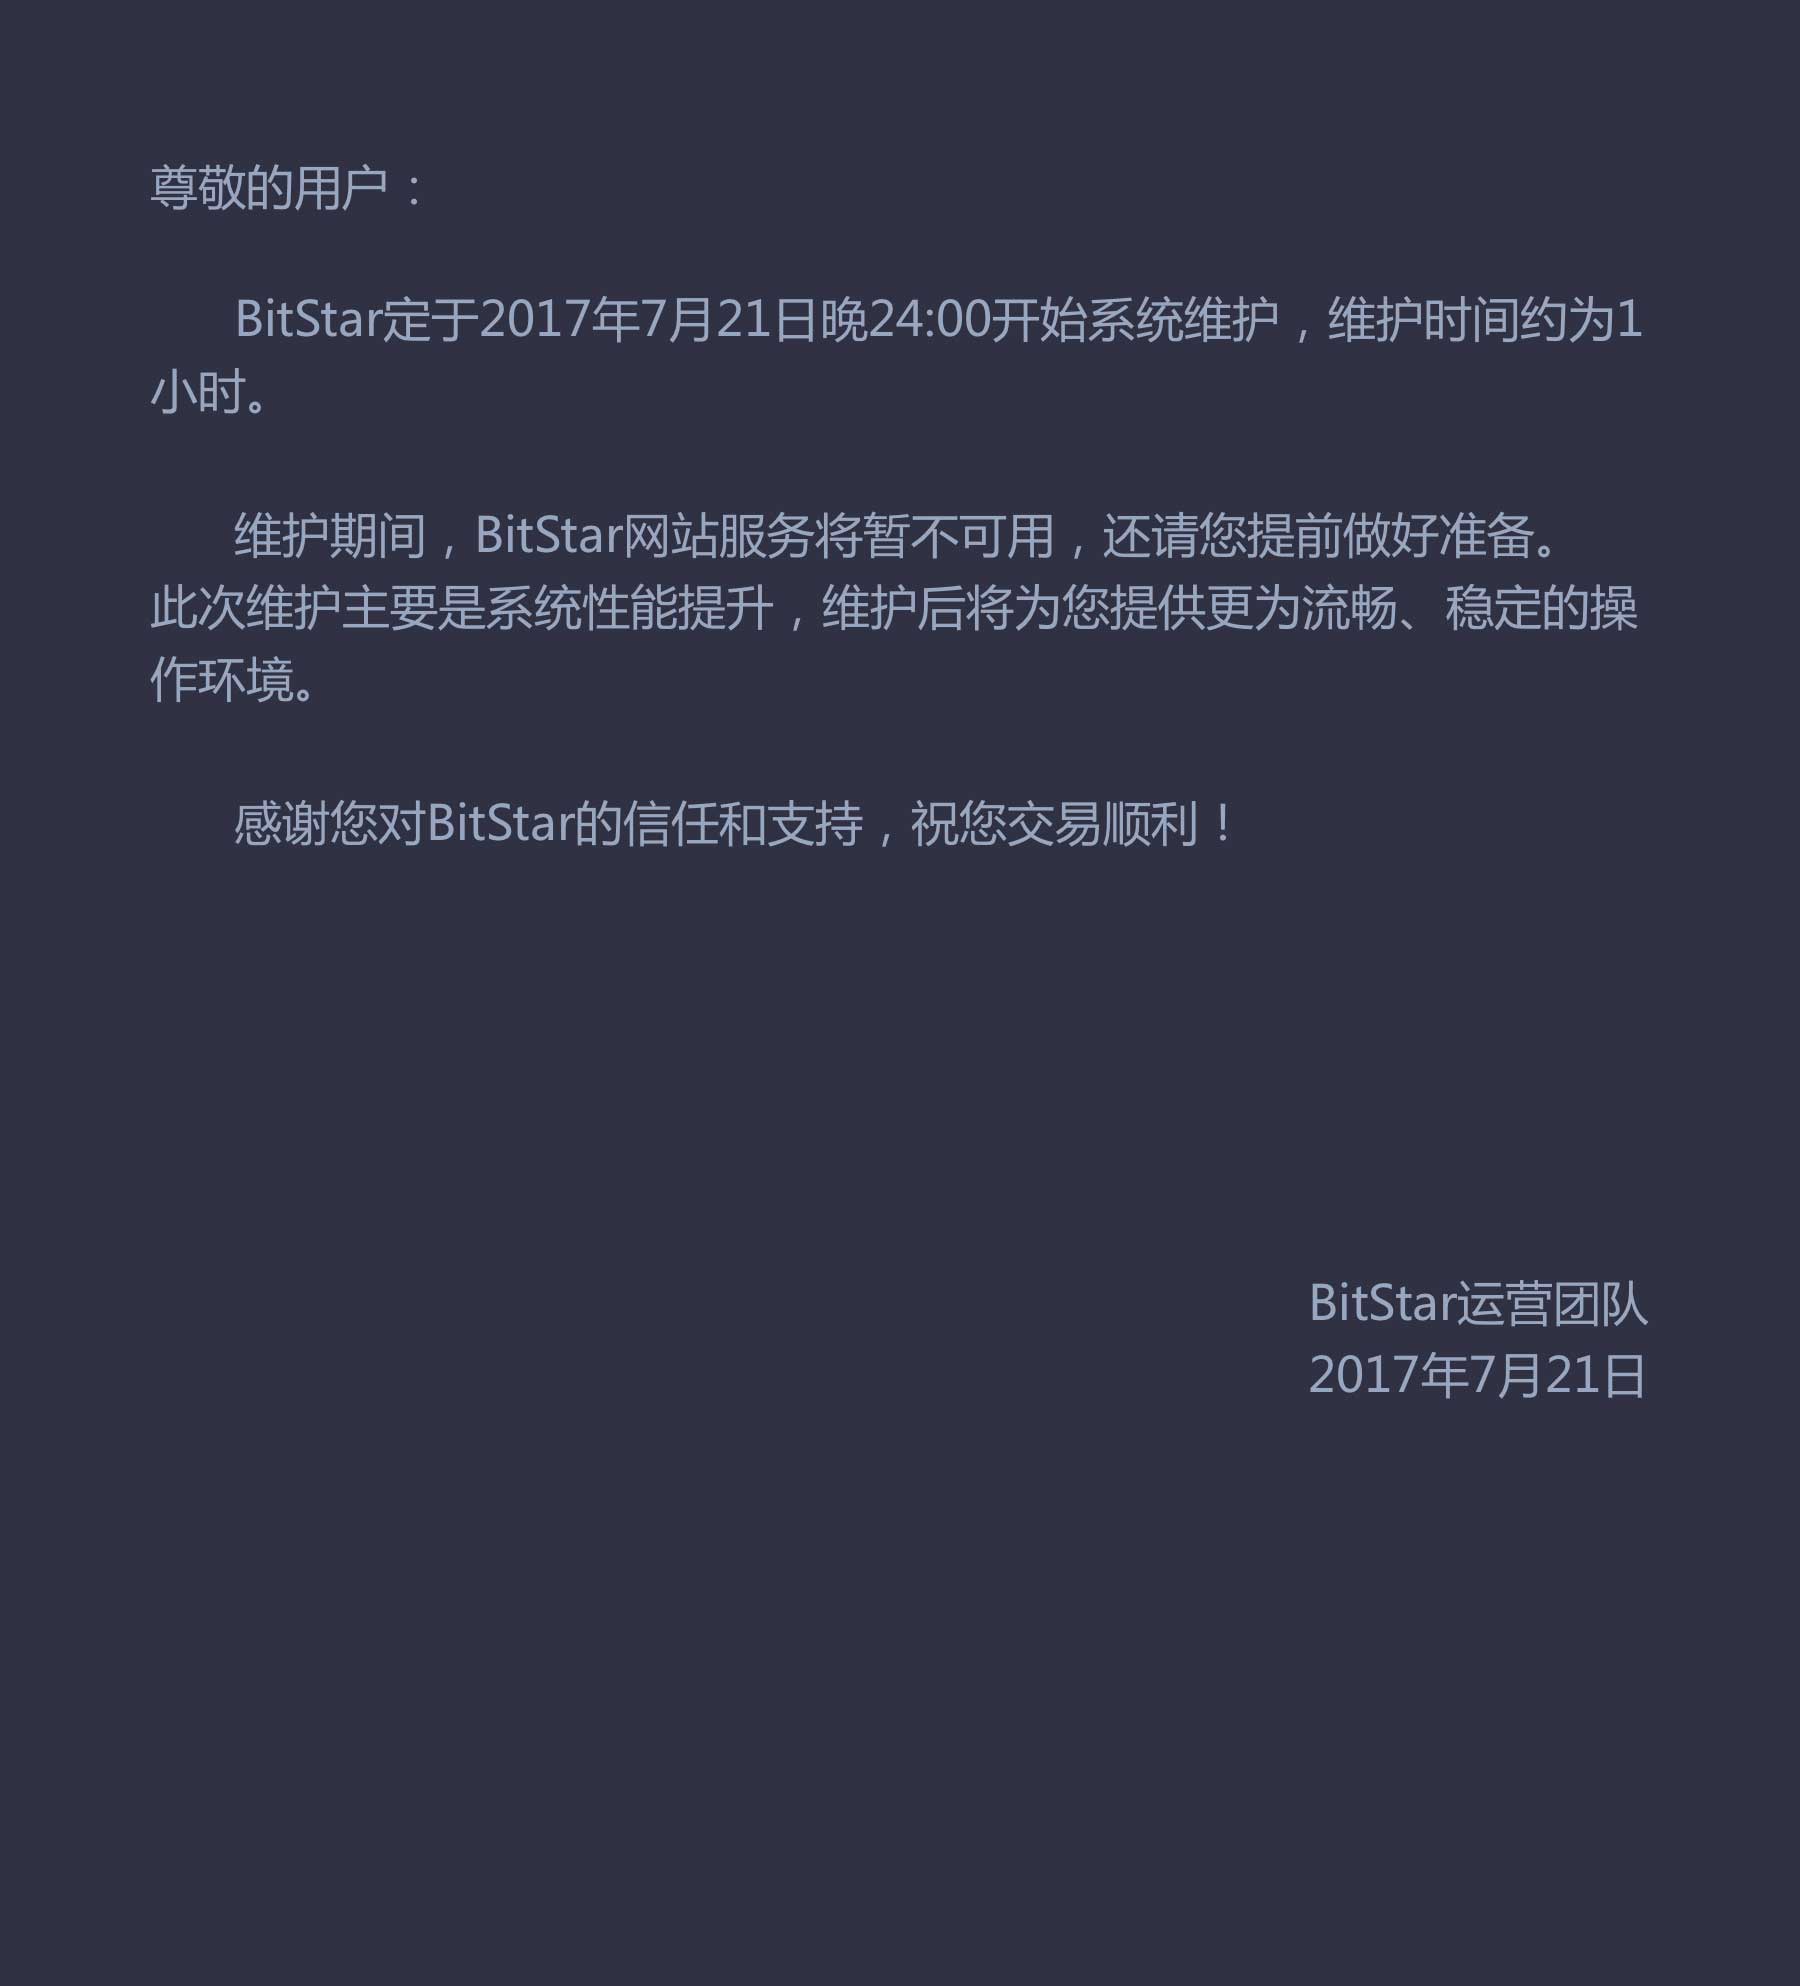 尊敬的用户：
BitStar定于2017年7月21日晚24:00开始系统维护，维护时间约为1
小时。
维护期间，BitStar网站服务将暂不可用，还请您提前做好准备。
此次维护主要是系统性能提升，维护后将为您提供更为流畅、稳定的操
作环境。
感谢您对BitStar的信任和支持，祝您交易顺利！
BitStar运营团队
2017年7月21日